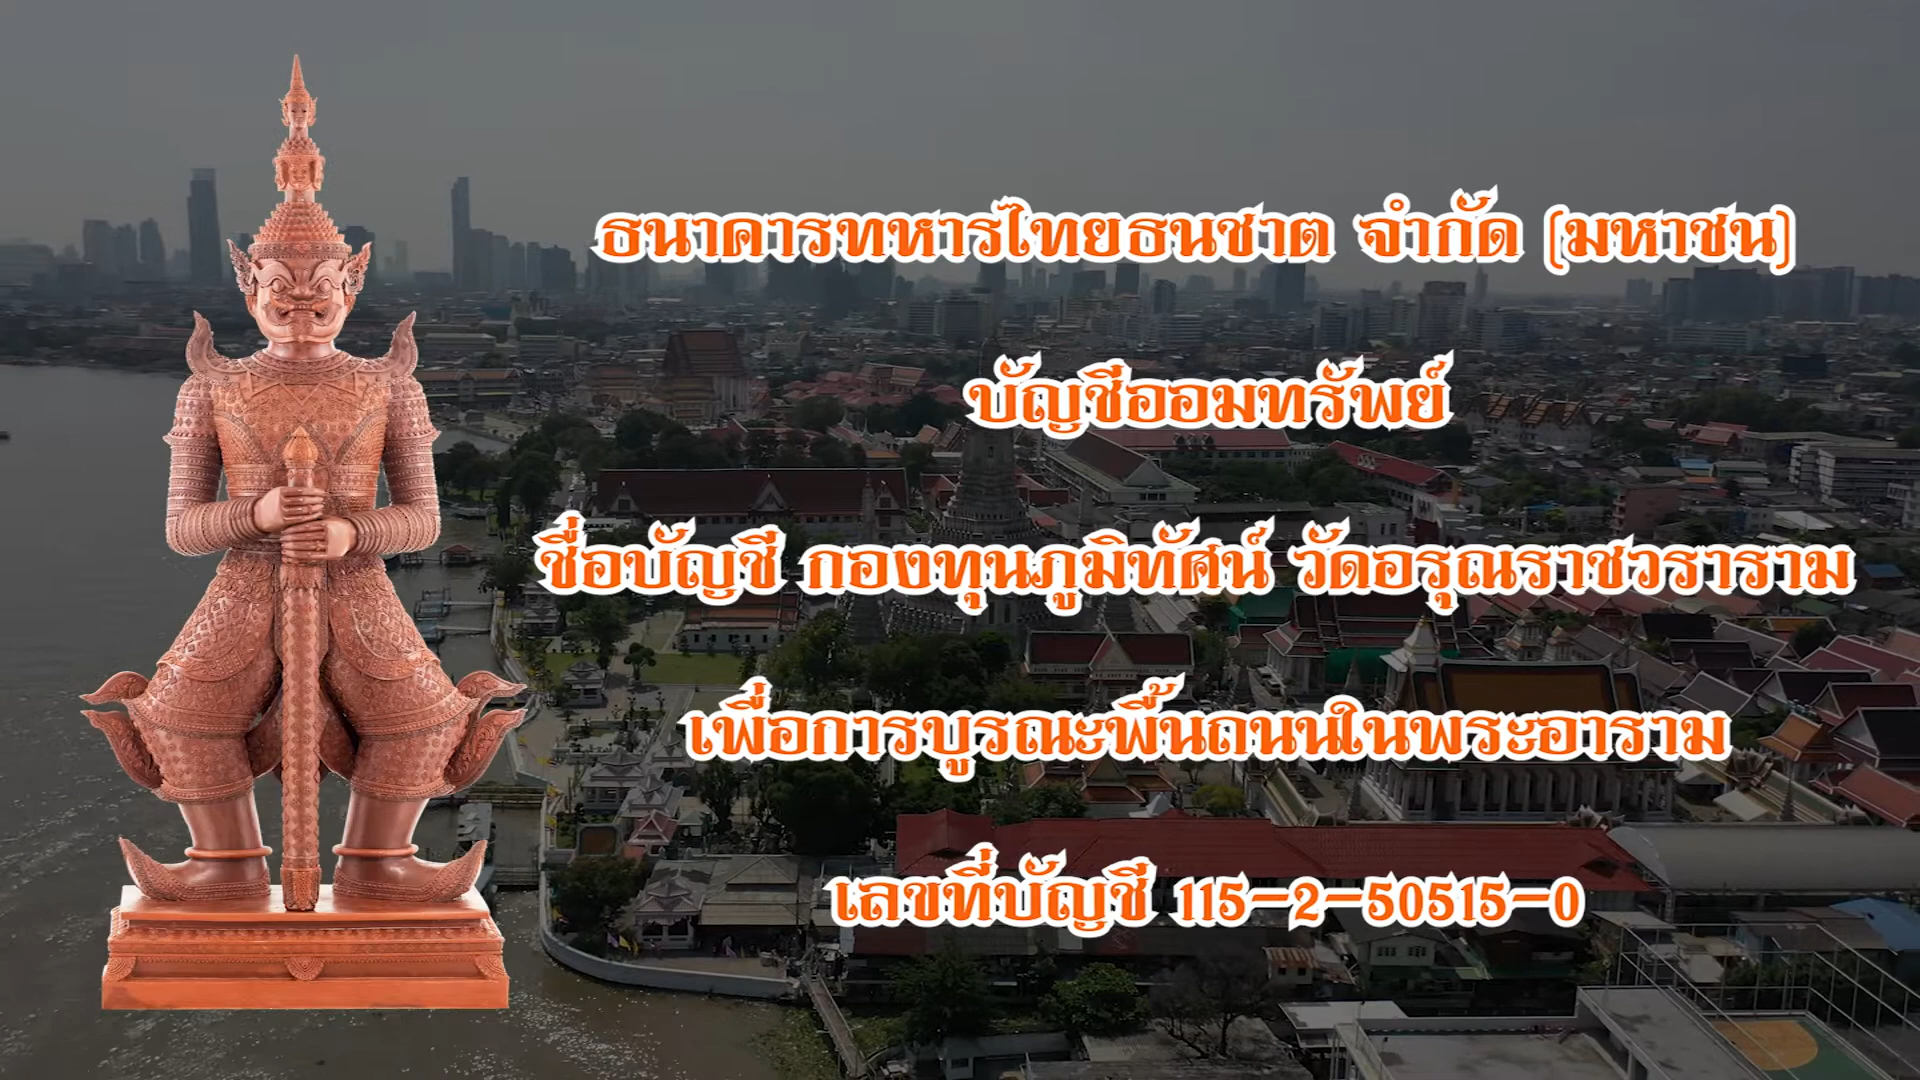 ธนาคารทหารไทยธนชาต จำกัด (มหาชน)
บัญชีออมทรัพย์
ชื่อบัญชี กองทุนภูมิทัศน์ วัดอรุณราชวราราม
เพื่อการบูรณะพื้นถนนในพระอาราม
เลขที่บัญชี 115-2-50515-0